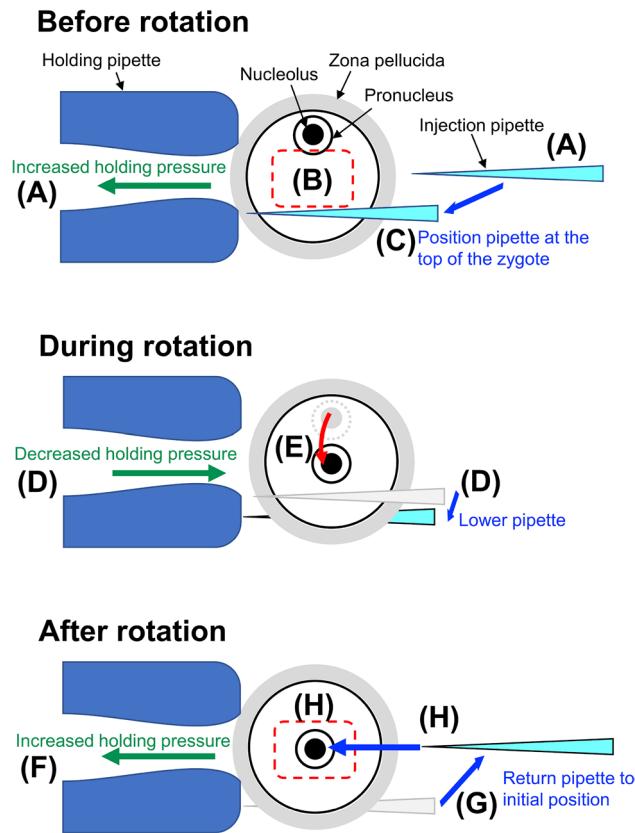 Before rotation
Holding pipette
Zona pellucida
Nucleolus
Pronucleus
Injection pipette
(A)
Increased holding pressure
(A)
(B)
(C)
Position pipette at the
top of the zygote
During rotation
Decreased holding pressure
(D)
(E)
(D)
Lower pipette
After rotation
(H)
(H)
Increased holding pressure
(F)
Return pipette to
initial position
(G)